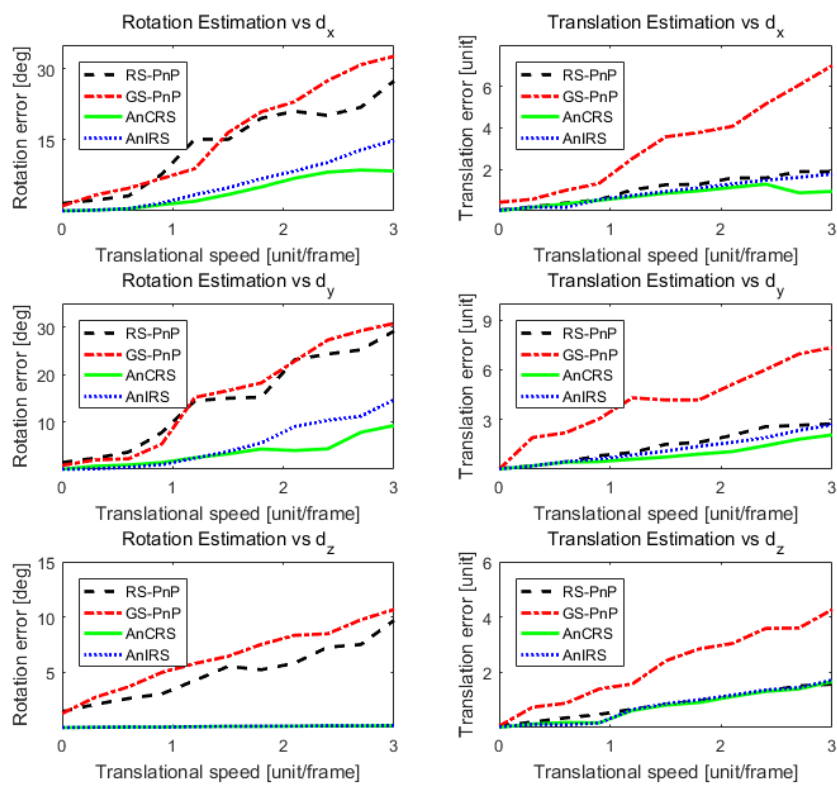 Rotation Estimation vs d_x
Rotation error [deg]
30
15
RS-PnP
GS-PnP
AnCRS
AnIRS
0 1 2 3
Translational speed [unit/frame]
Translation Estimation vs d_x
Translation error [unit]
6
4
2
RS-PnP
GS-PnP
AnCRS
AnIRS
0 1 2 3
Translational speed [unit/frame]
Rotation Estimation vs d_y
Rotation error [deg]
30
20
10
RS-PnP
GS-PnP
AnCRS
AnIRS
0 1 2 3
Translational speed [unit/frame]
Translation Estimation vs d_y
Translation error [unit]
9
6
3
RS-PnP
GS-PnP
AnCRS
AnIRS
0 1 2 3
Translational speed [unit/frame]
Rotation Estimation vs d_z
Rotation error [deg]
15
10
5
RS-PnP
GS-PnP
AnCRS
AnIRS
0 1 2 3
Translational speed [unit/frame]
Translation Estimation vs d_z
Translation error [unit]
6
4
2
RS-PnP
GS-PnP
AnCRS
AnIRS
0 1 2 3
Translational speed [unit/frame]